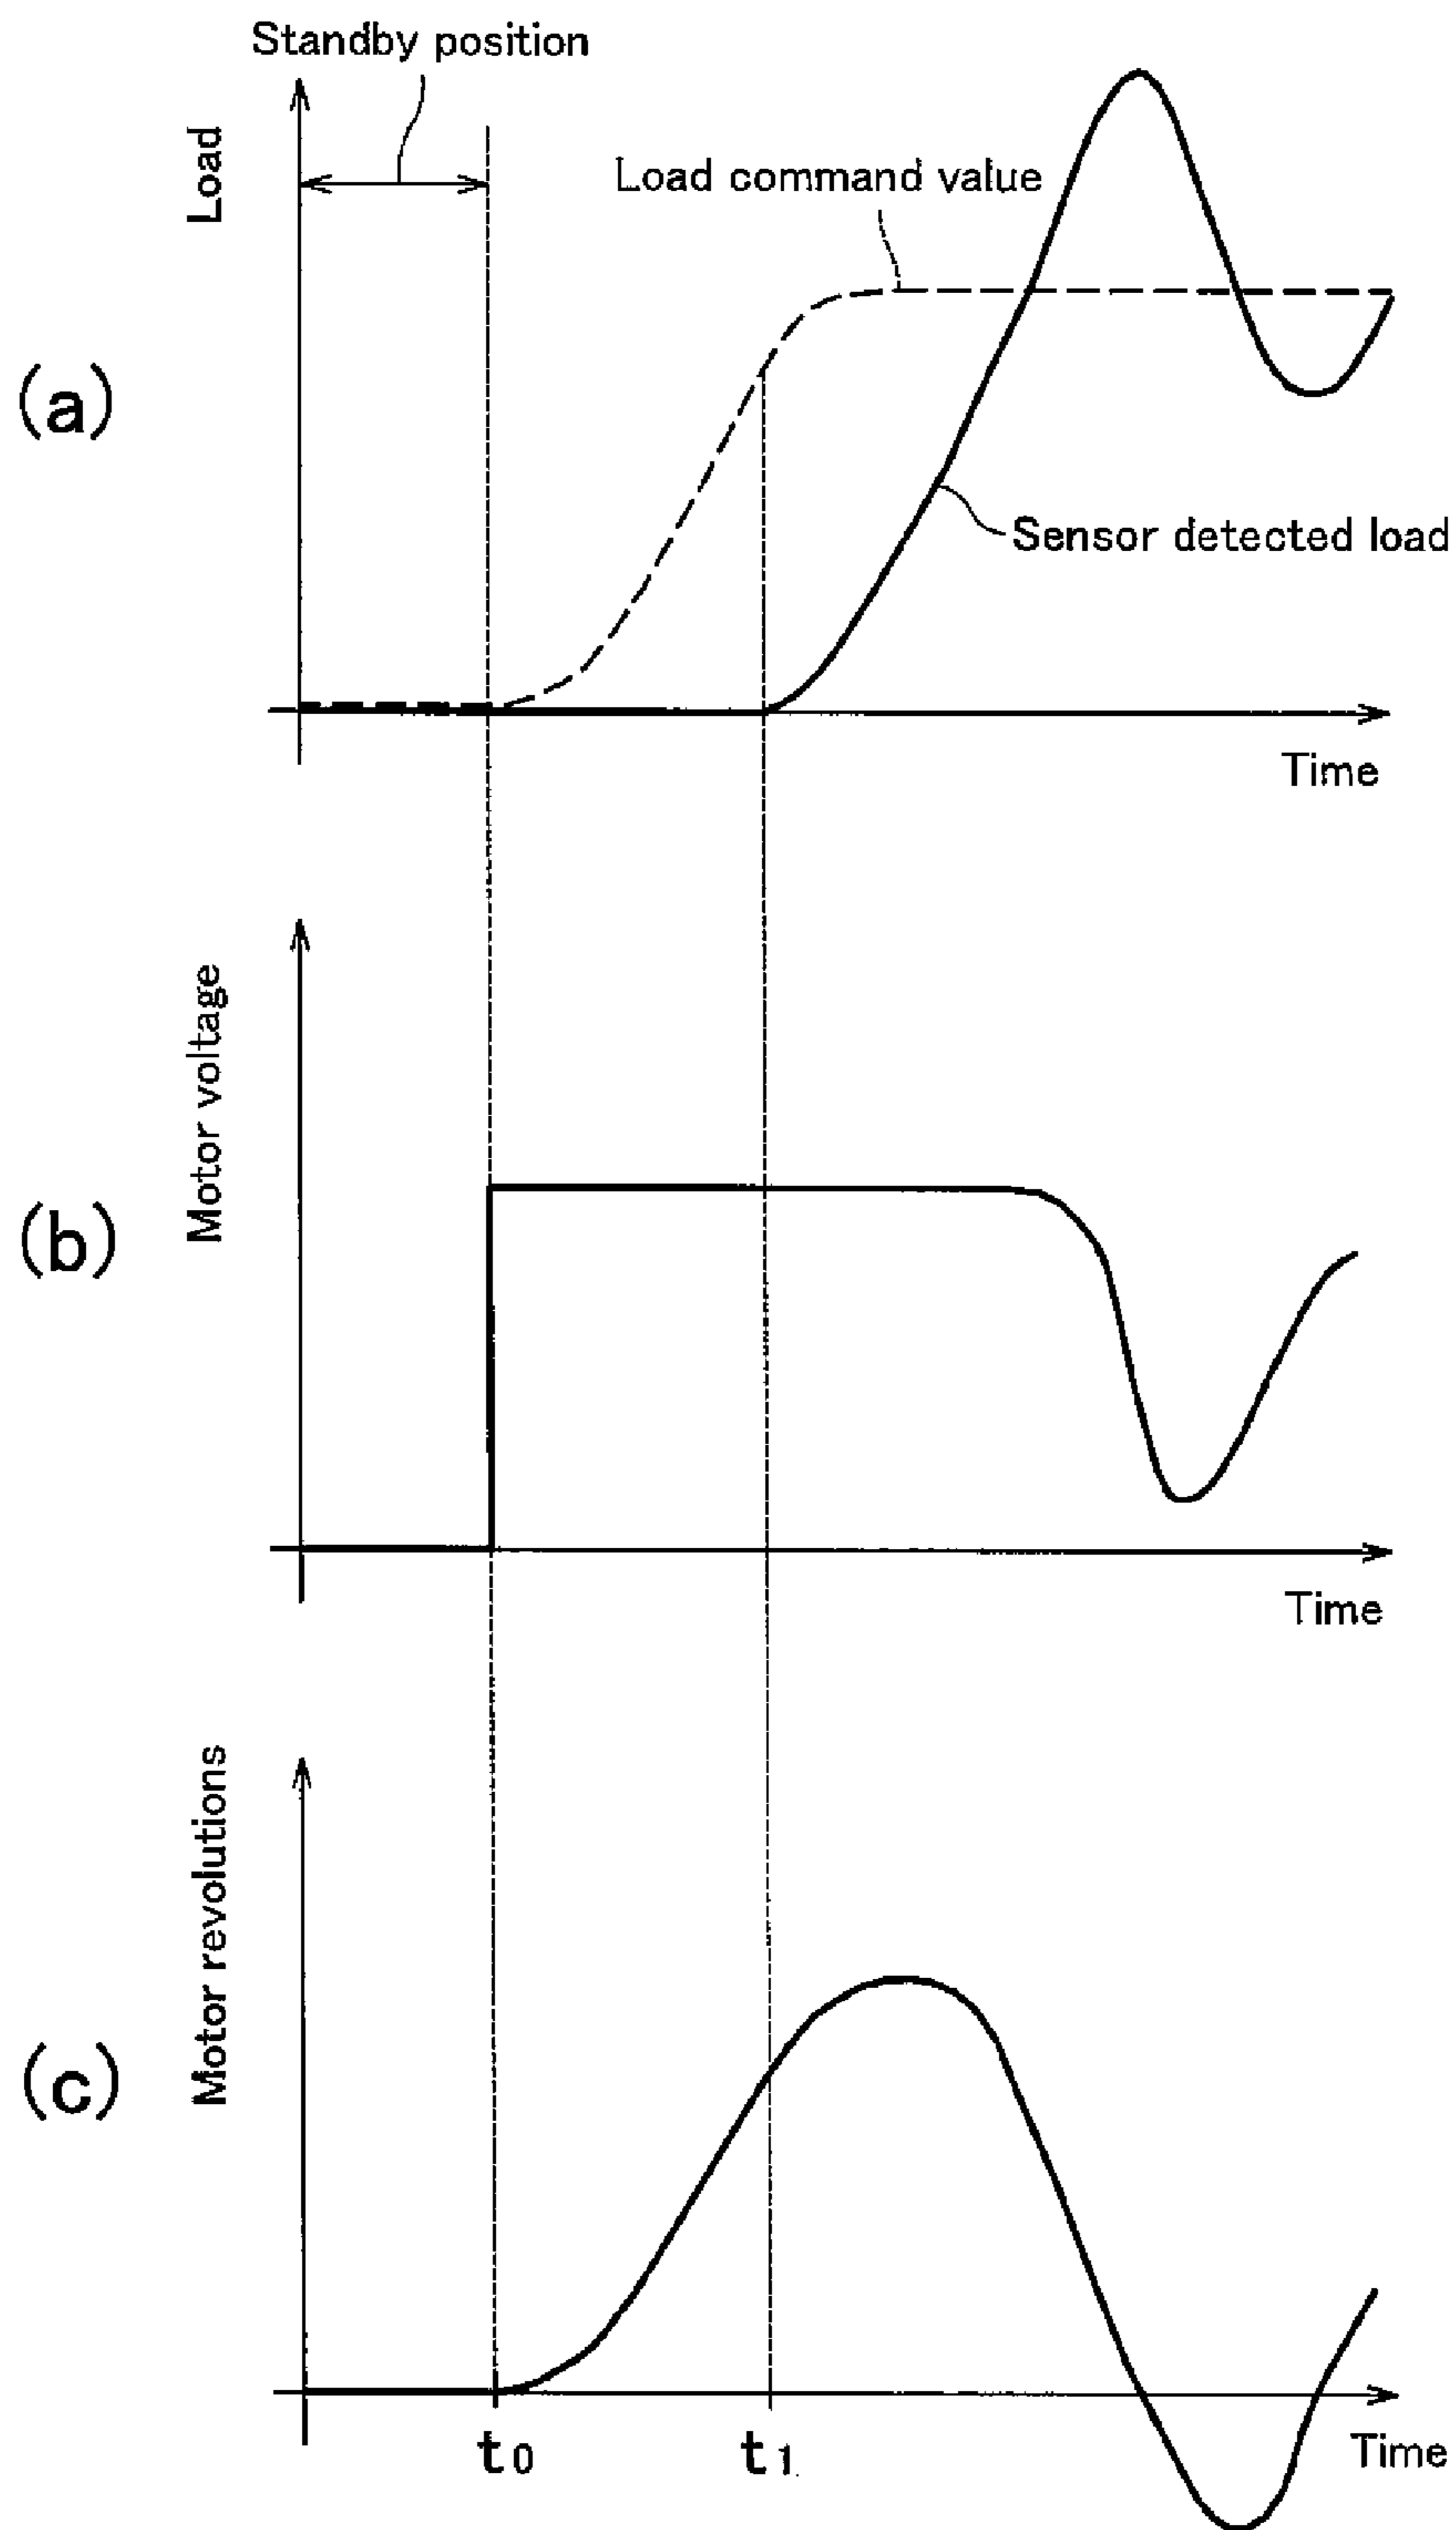 Standby position
Load
Load command value
(a)
Sensor detected load
Time
Motor voltage
(b)
Time
Motor revolutions
(c)
t0
t1
Time